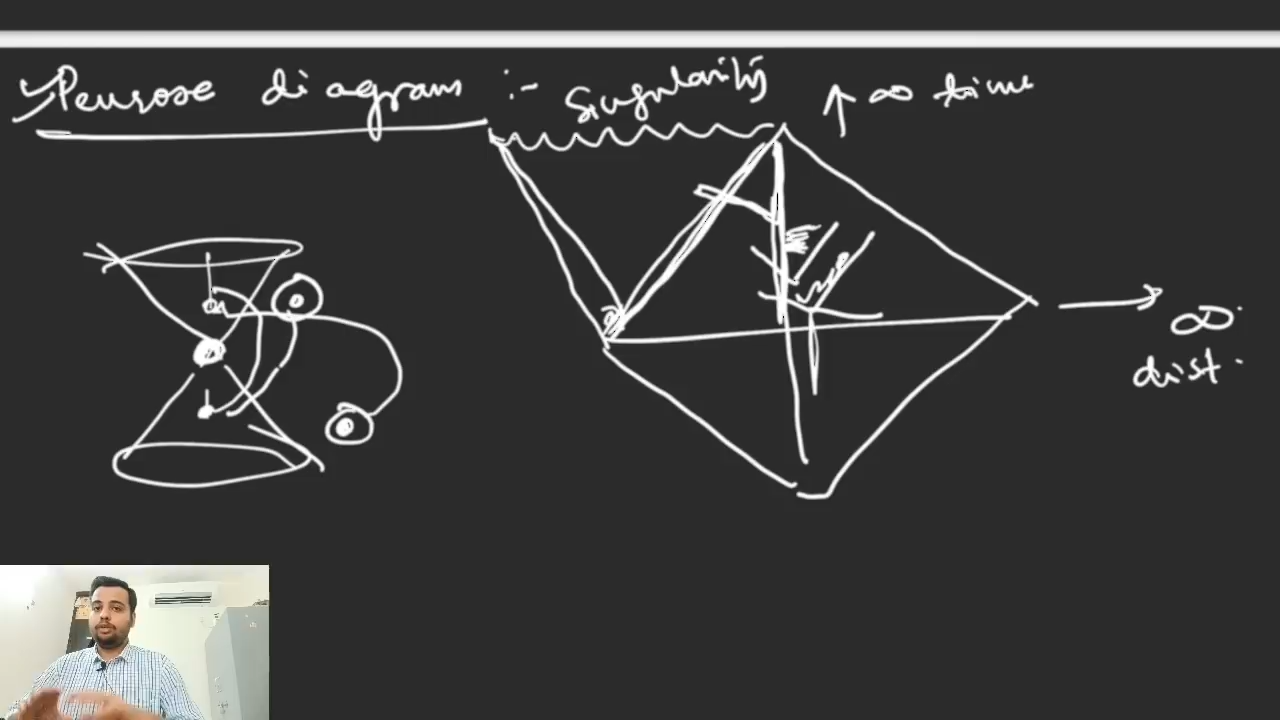 Penrose diagram :-
Singularity
↑ ∞ time
→ ∞
dist.